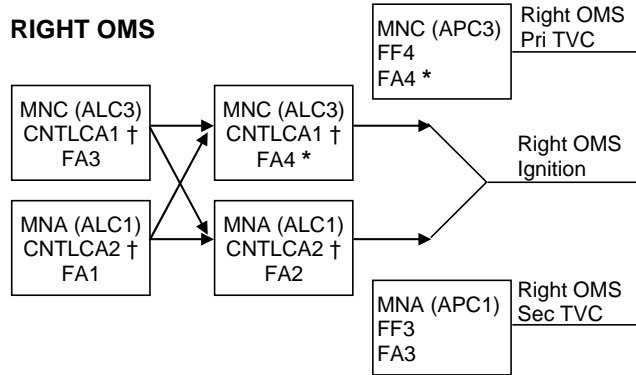 RIGHT OMS
MNC (APC3)
FF4
FA4 *
Right OMS
Pri TVC
MNC (ALC3)
CNTLCA1 †
FA3
MNC (ALC3)
CNTLCA1 †
FA4 *
Right OMS
Ignition
MNA (ALC1)
CNTLCA2 †
FA1
MNA (ALC1)
CNTLCA2 †
FA2
MNA (APC1)
FF3
FA3
Right OMS
Sec TVC